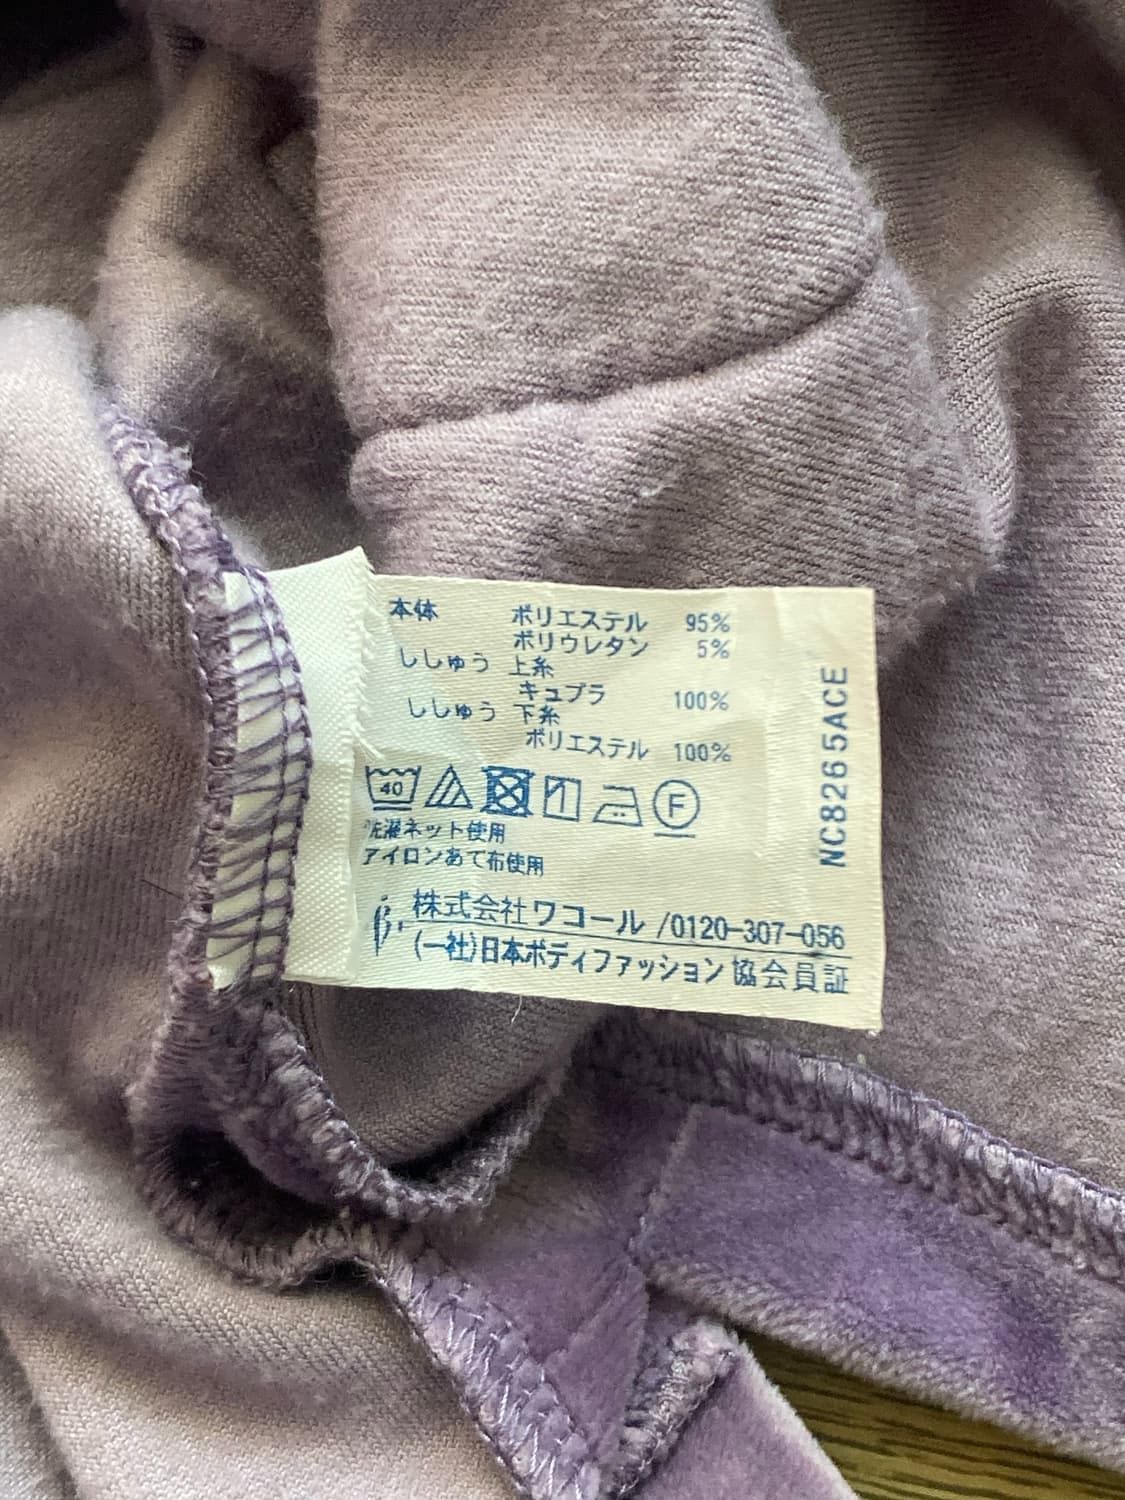 本体 ポリエステル 95%
ポリウレタン 5%
ししゅう 上糸
キュプラ 100%
ししゅう 下糸
ポリエステル 100%
40
F
洗濯ネット使用
アイロンあて布使用
株式会社ワコール /0120-307-056
(一社)日本ボディファッション協会員証
NC8265ACE